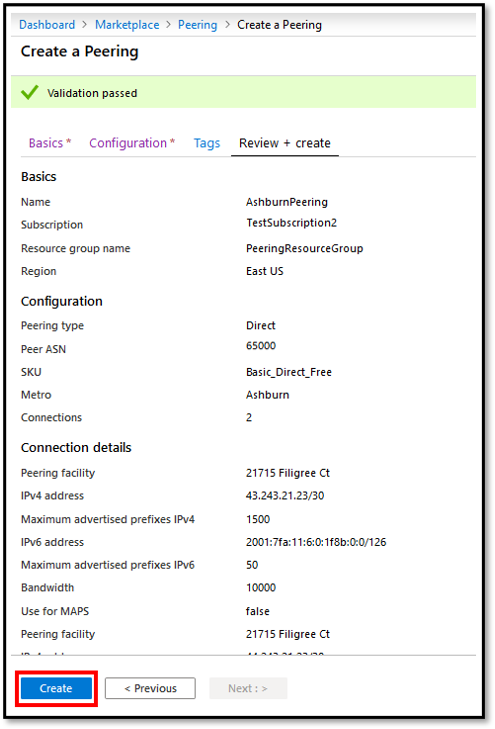 Dashboard > Marketplace > Peering > Create a Peering
Create a Peering
Validation passed
Basics * Configuration * Tags Review + create
Basics
Name AshburnPeering
Subscription TestSubscription2
Resource group name PeeringResourceGroup
Region East US
Configuration
Peering type Direct
Peer ASN 65000
SKU Basic_Direct_Free
Metro Ashburn
Connections 2
Connection details
Peering facility 21715 Filigree Ct
IPv4 address 43.243.21.23/30
Maximum advertised prefixes IPv4 1500
IPv6 address 2001:7fa:11:6:0:1f8b:0:0/126
Maximum advertised prefixes IPv6 50
Bandwidth 10000
Use for MAPS false
Peering facility 21715 Filigree Ct
Create < Previous Next : >